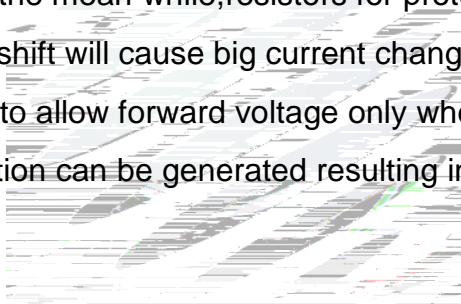 the mean while,resistors for prot
shift will cause big current chang
to allow forward voltage only whe
tion can be generated resulting in